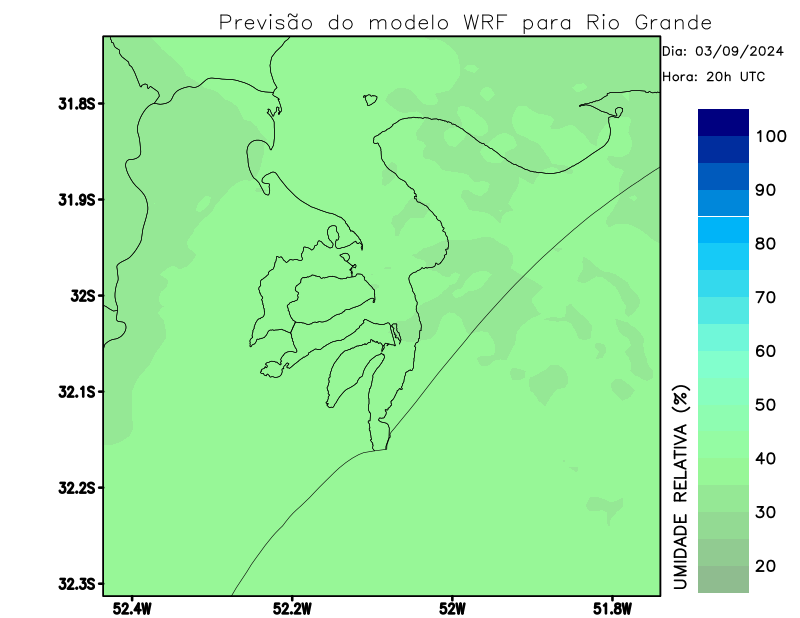 Previsão do modelo WRF para Rio Grande
Dia: 03/09/2024
Hora: 20h UTC
31.8S
31.9S
32S
32.1S
32.2S
32.3S
52.4W
52.2W
52W
51.8W
UMIDADE RELATIVA (%)
100
90
80
70
60
50
40
30
20